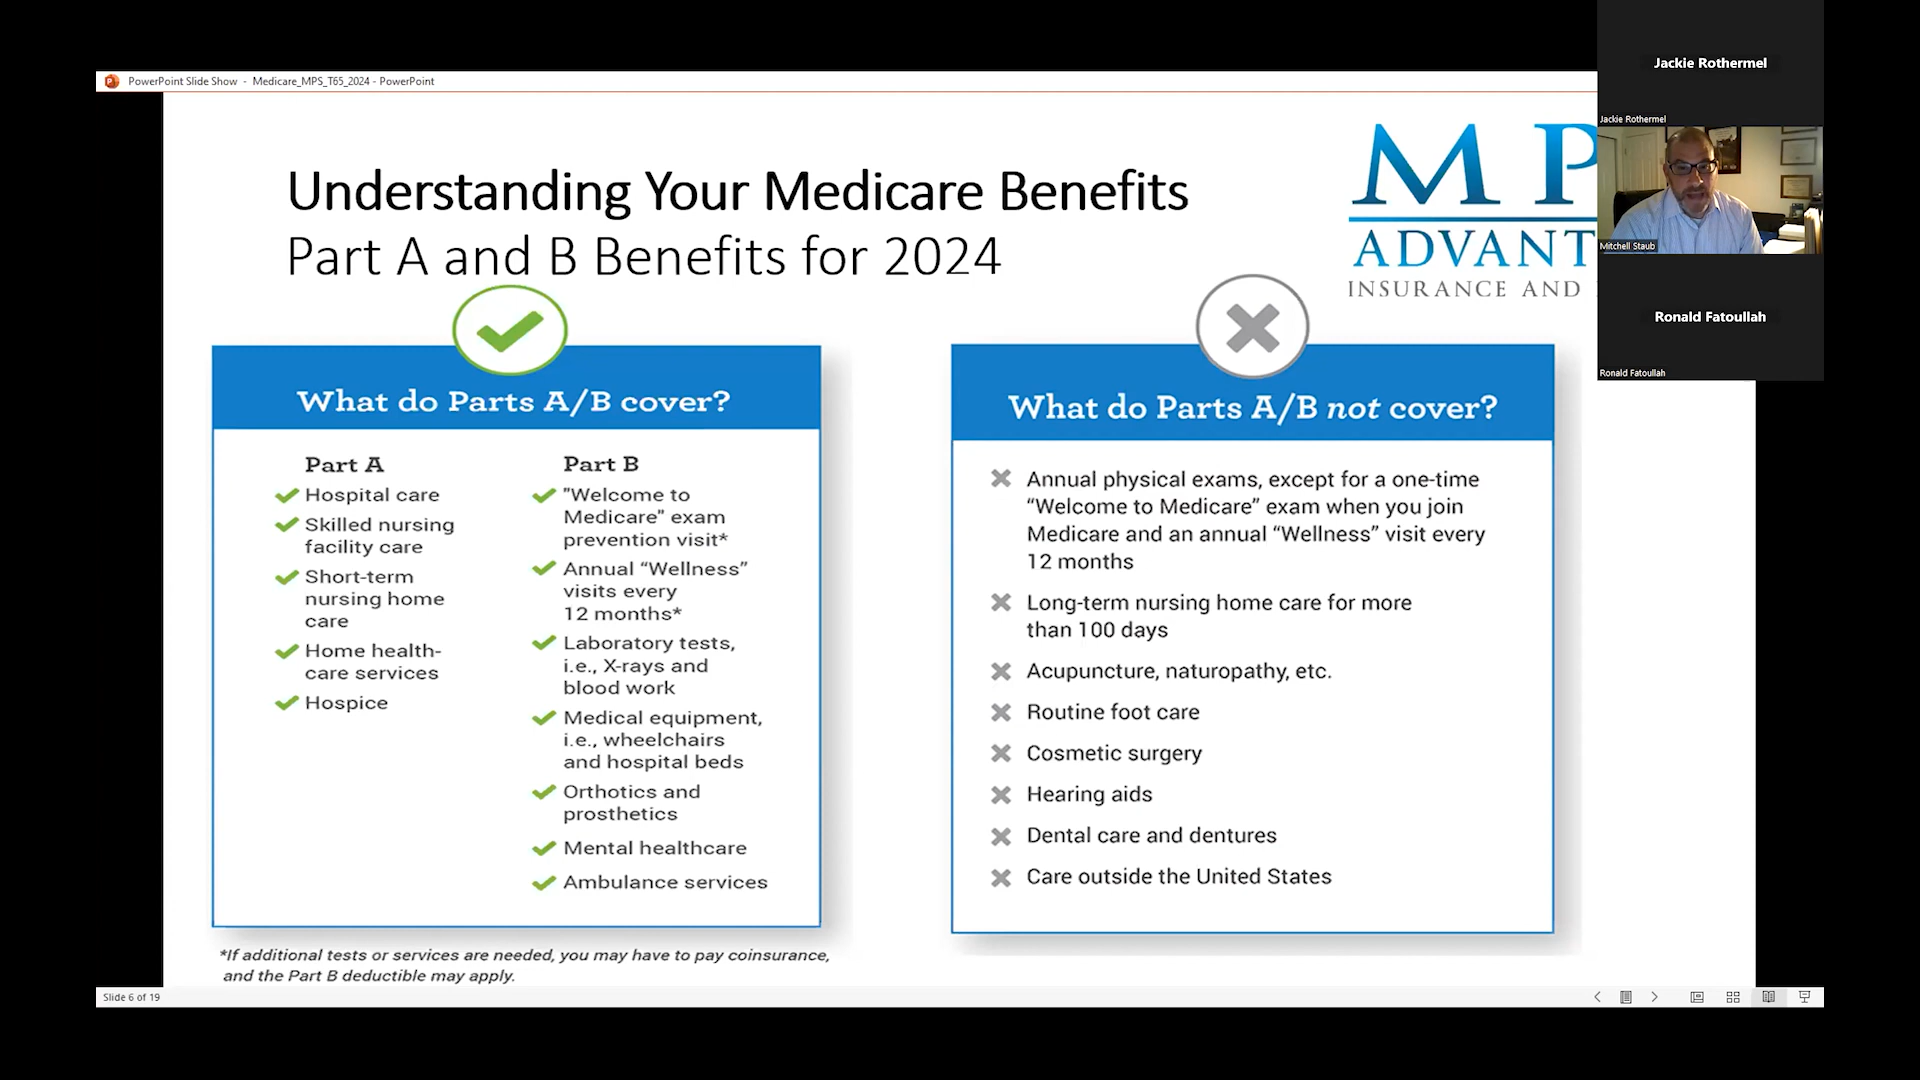 PowerPoint Slide Show - Medicare_MPS_T65_2024 - PowerPoint
Understanding Your Medicare Benefits
Part A and B Benefits for 2024
M P
ADVANT
INSURANCE AND
Jackie Rothermel
Jackie Rothermel
Mitchell Staub
Ronald Fatoullah
Ronald Fatoullah
What do Parts A/B cover?
Part A
Hospital care
Skilled nursing
facility care
Short-term
nursing home
care
Home health-
care services
Hospice
Part B
"Welcome to
Medicare" exam
prevention visit*
Annual “Wellness”
visits every
12 months*
Laboratory tests,
i.e., X-rays and
blood work
Medical equipment,
i.e., wheelchairs
and hospital beds
Orthotics and
prosthetics
Mental healthcare
Ambulance services
*If additional tests or services are needed, you may have to pay coinsurance,
and the Part B deductible may apply.
What do Parts A/B not cover?
Annual physical exams, except for a one-time
“Welcome to Medicare” exam when you join
Medicare and an annual “Wellness” visit every
12 months
Long-term nursing home care for more
than 100 days
Acupuncture, naturopathy, etc.
Routine foot care
Cosmetic surgery
Hearing aids
Dental care and dentures
Care outside the United States
Slide 6 of 19